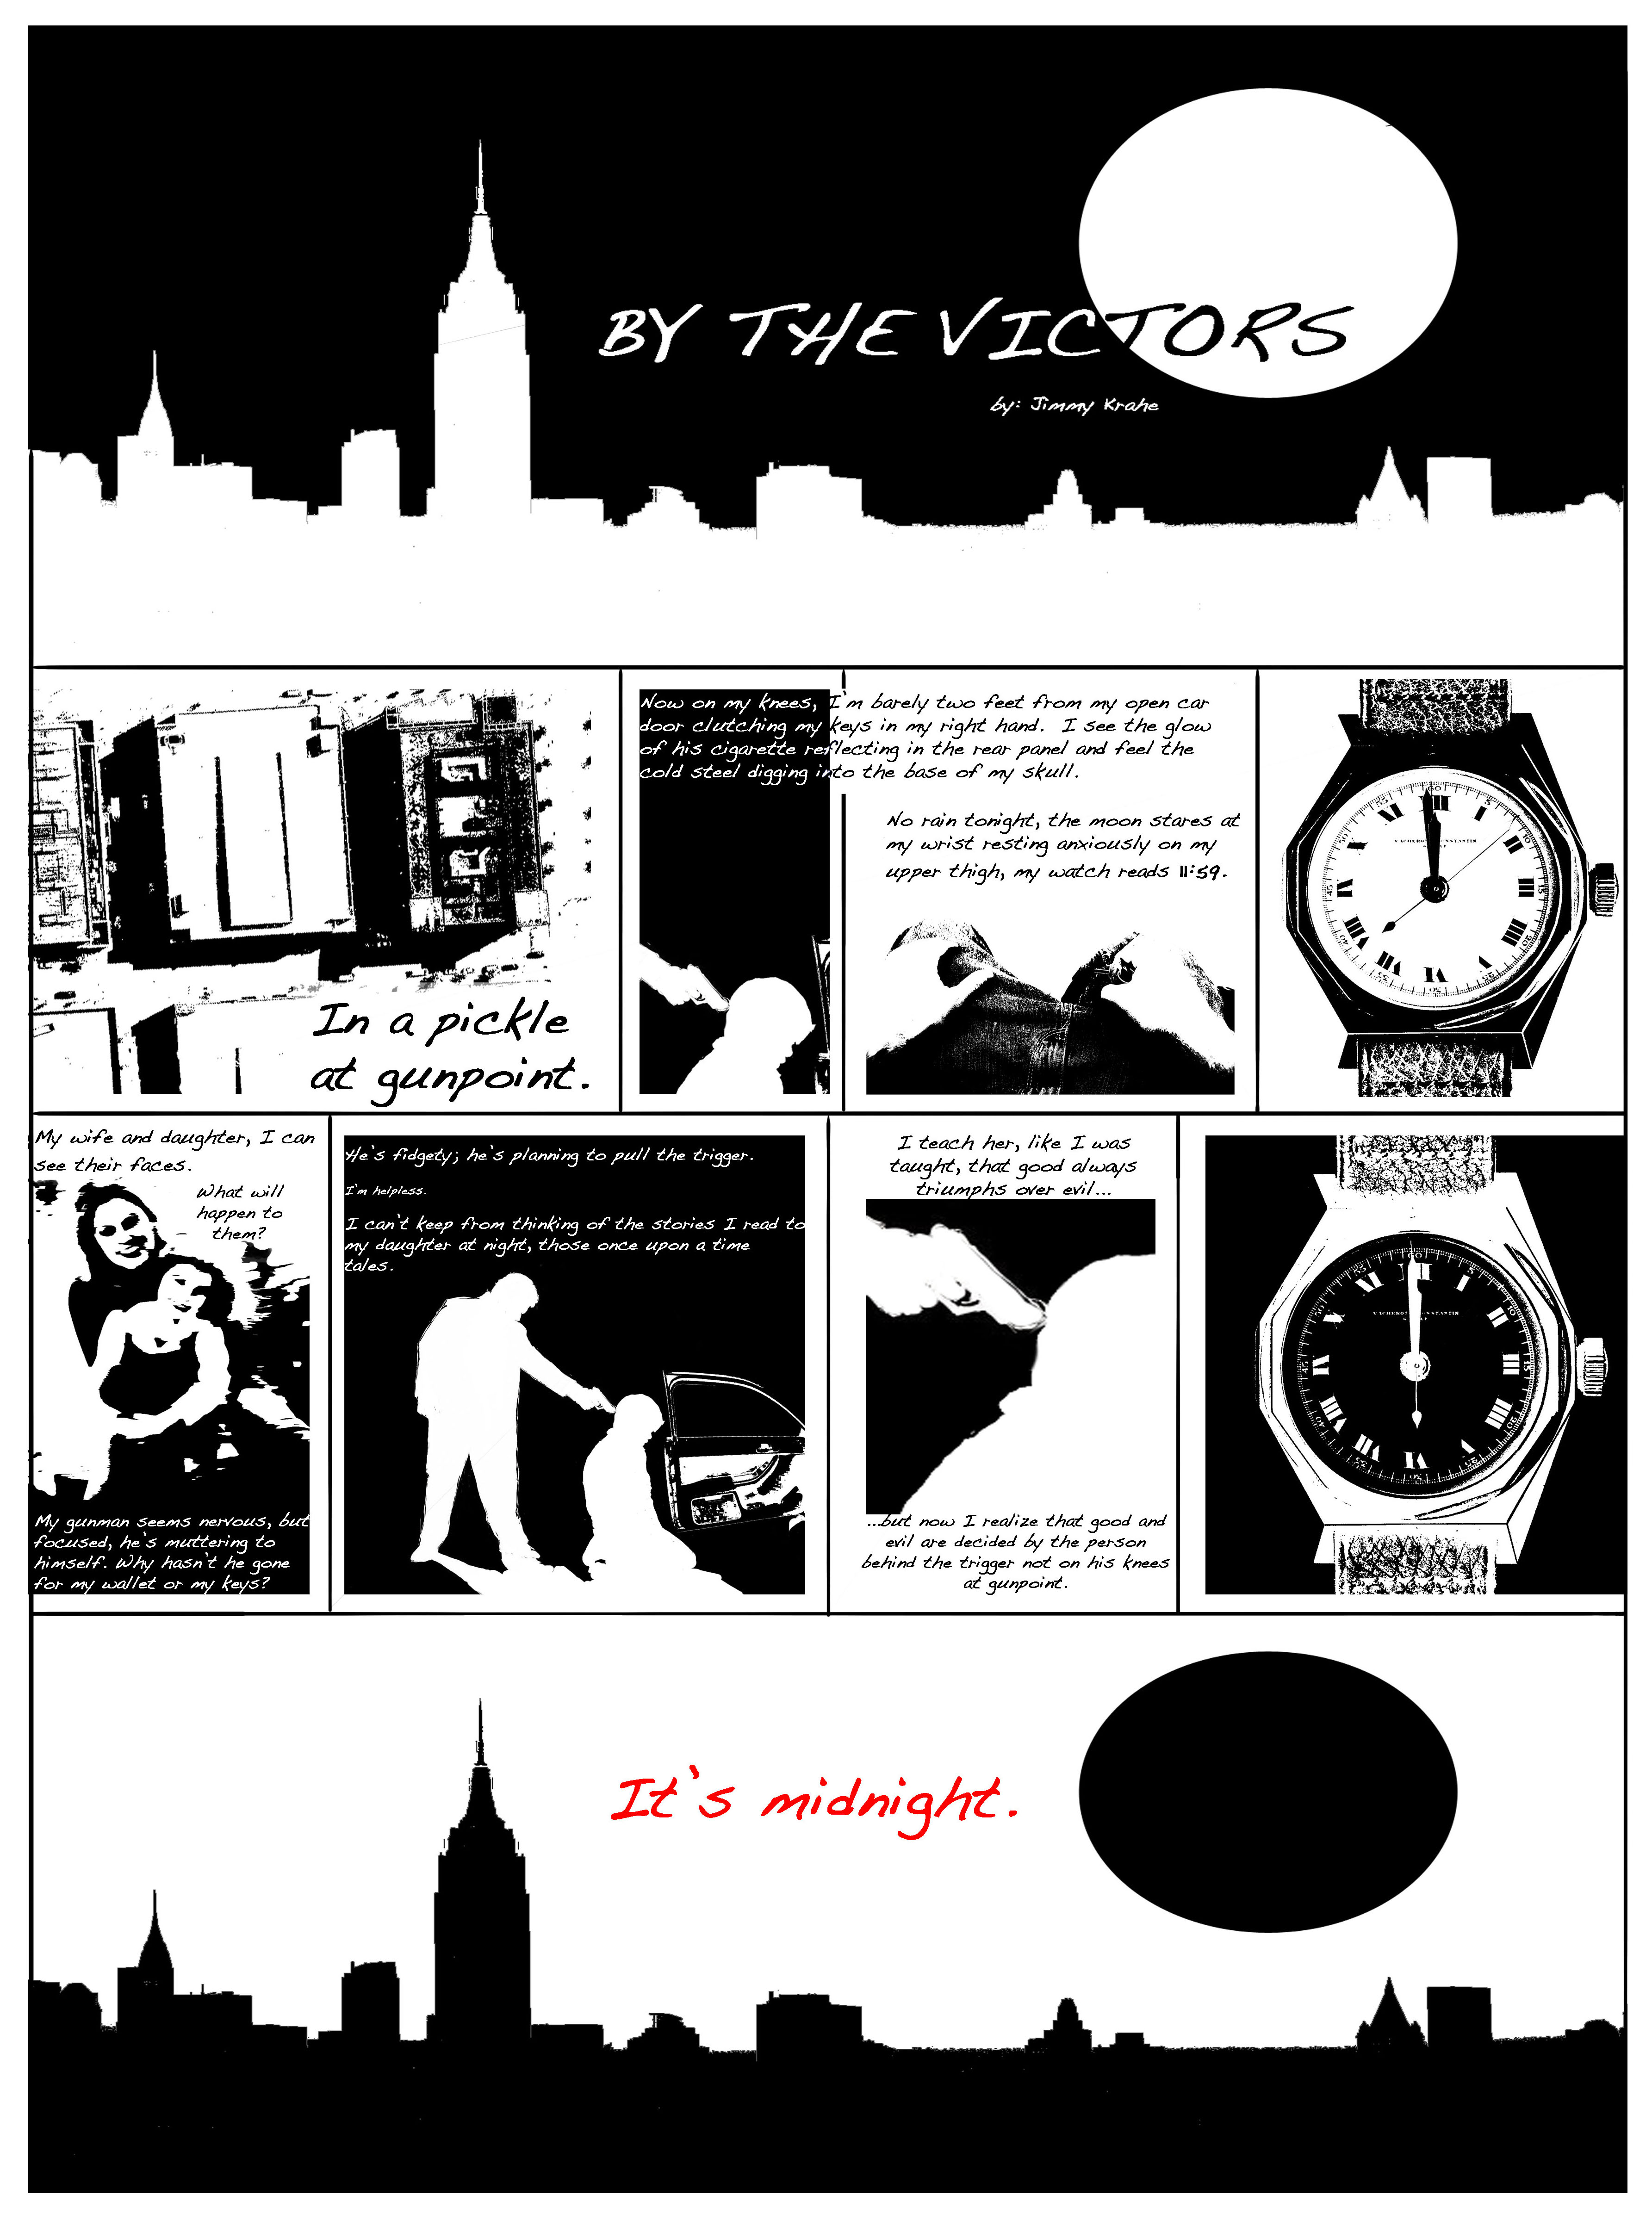 BY THE VICTORS
by: Jimmy Krahe
In a pickle
at gunpoint.
Now on my knees, I'm barely two feet from my open car
door clutching my keys in my right hand. I see the glow
of his cigarette reflecting in the rear panel and feel the
cold steel digging into the base of my skull.
No rain tonight, the moon stares at
my wrist resting anxiously on my
upper thigh, my watch reads 11:59.
VACHERON CONSTANTIN
My wife and daughter, I can
see their faces.
What will
happen to
them?
My gunman seems nervous, but
focused, he's muttering to
himself. Why hasn't he gone
for my wallet or my keys?
He's fidgety; he's planning to pull the trigger.
I'm helpless.
I can't keep from thinking of the stories I read to
my daughter at night, those once upon a time
tales.
I teach her, like I was
taught, that good always
triumphs over evil...
...but now I realize that good and
evil are decided by the person
behind the trigger not on his knees
at gunpoint.
It's midnight.